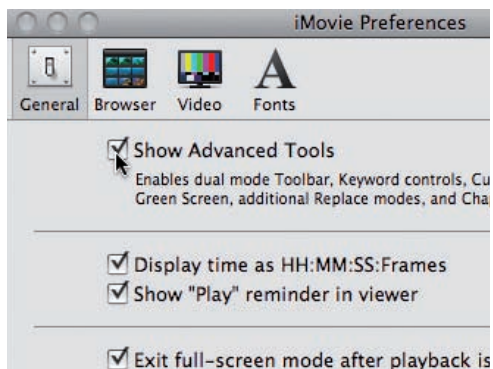 iMovie Preferences
General Browser Video Fonts
Show Advanced Tools
Enables dual mode Toolbar, Keyword controls, Cu
Green Screen, additional Replace modes, and Cha
Display time as HH:MM:SS:Frames
Show "Play" reminder in viewer
Exit full-screen mode after playback is